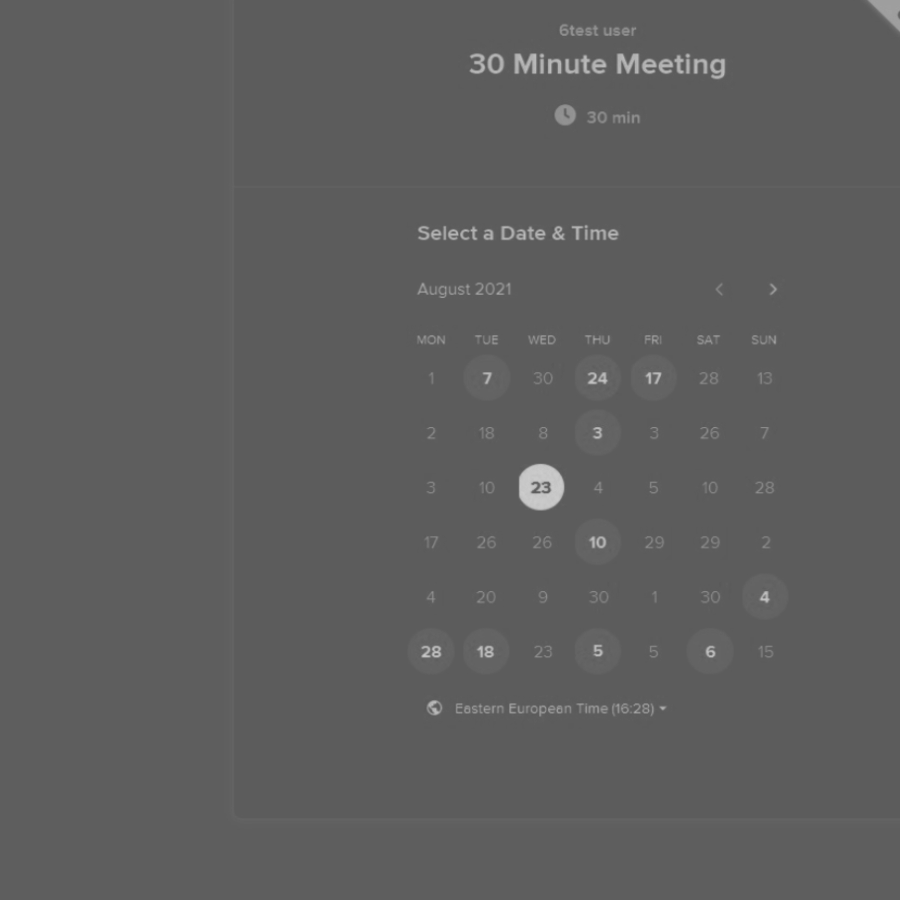 6test user
30 Minute Meeting
30 min
Select a Date & Time
August 2021
MON TUE WED THU FRI SAT SUN
1 7 30 24 17 28 13
2 18 8 3 3 26 7
3 10 23 4 5 10 28
17 26 26 10 29 29 2
4 20 9 30 1 30 4
28 18 23 5 5 6 15
Eastern European Time (16:28)